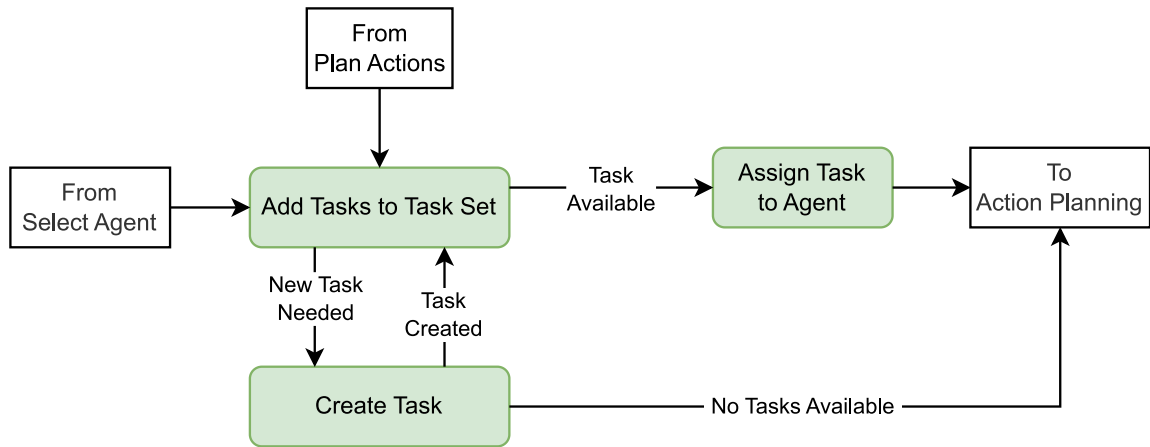 From
Plan Actions
From
Select Agent
Add Tasks to Task Set
Task
Available
Assign Task
to Agent
To
Action Planning
New Task
Needed
Task
Created
Create Task
No Tasks Available